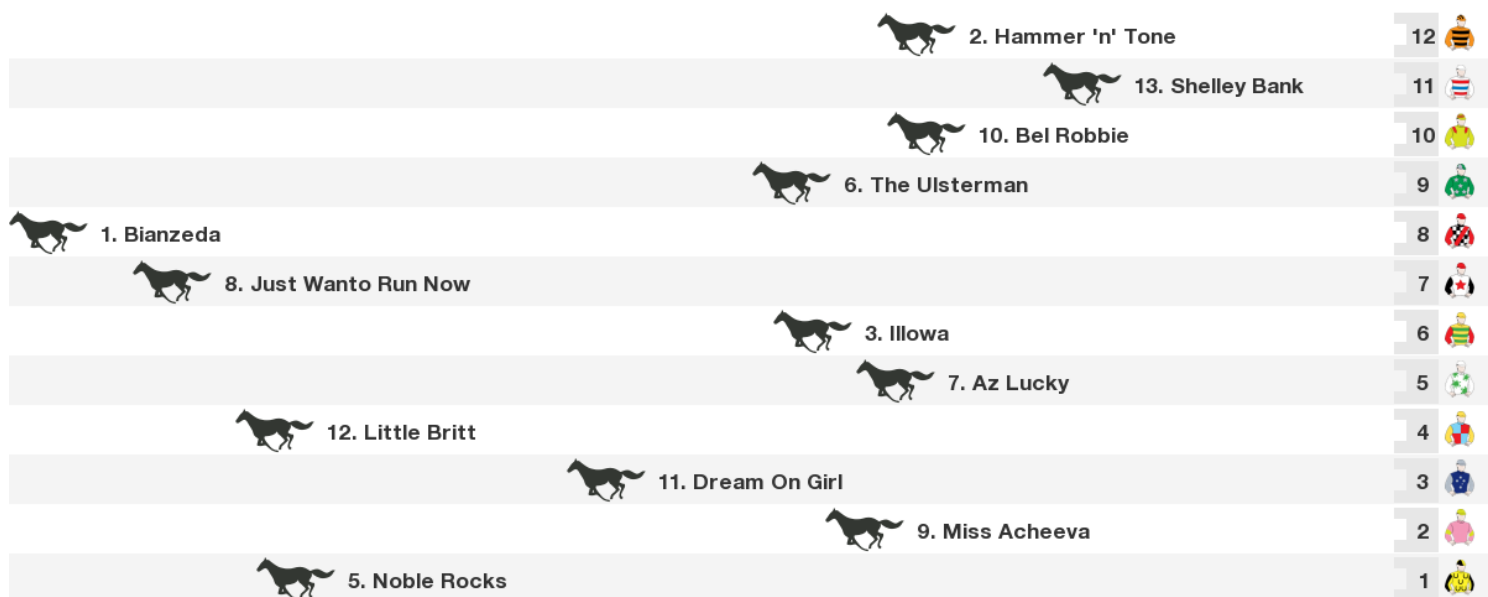 2. Hammer 'n' Tone 12
13. Shelley Bank 11
10. Bel Robbie 10
6. The Ulsterman 9
1. Bianzeda 8
8. Just Wanto Run Now 7
3. Illowa 6
7. Az Lucky 5
12. Little Britt 4
11. Dream On Girl 3
9. Miss Acheeva 2
5. Noble Rocks 1